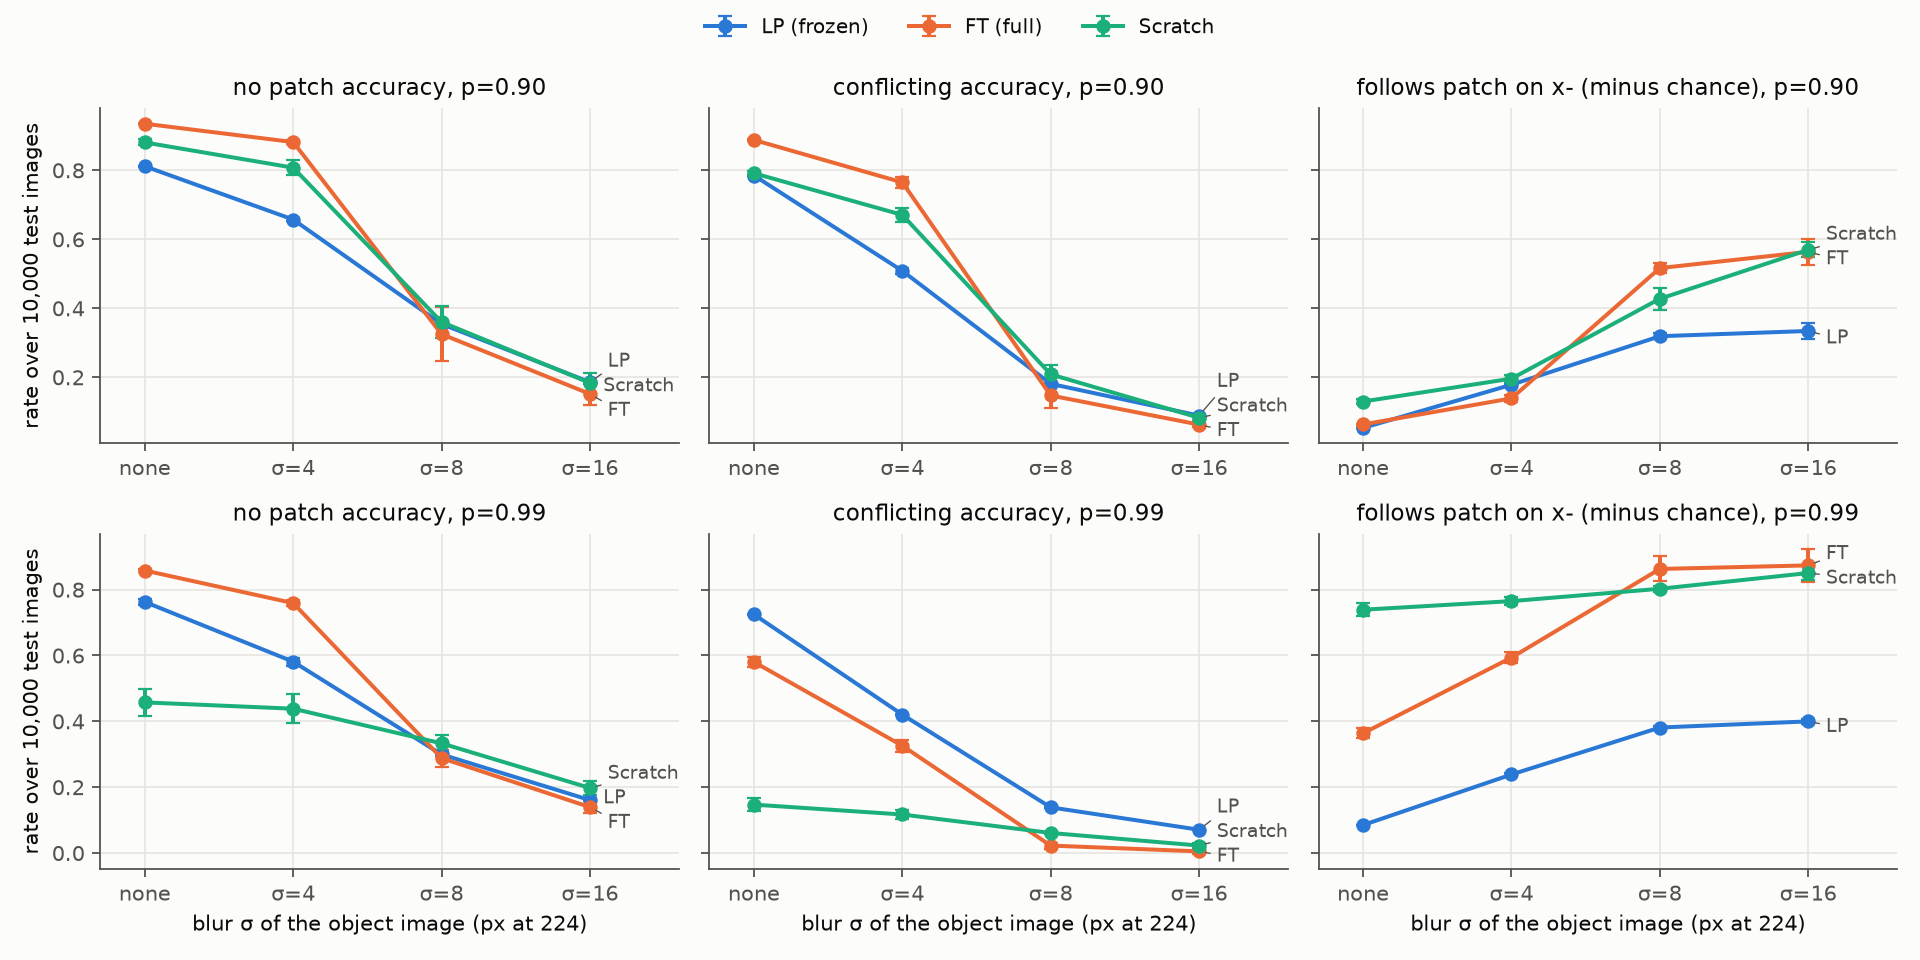 LP (frozen) FT (full) Scratch
no patch accuracy, p=0.90
conflicting accuracy, p=0.90
follows patch on x- (minus chance), p=0.90
rate over 10,000 test images
0.8
0.6
0.4
0.2
LP
Scratch
FT
LP
Scratch
FT
Scratch
FT
LP
none σ=4 σ=8 σ=16
none σ=4 σ=8 σ=16
none σ=4 σ=8 σ=16
no patch accuracy, p=0.99
conflicting accuracy, p=0.99
follows patch on x- (minus chance), p=0.99
rate over 10,000 test images
0.8
0.6
0.4
0.2
0.0
Scratch
LP
FT
LP
Scratch
FT
FT
Scratch
LP
none σ=4 σ=8 σ=16
none σ=4 σ=8 σ=16
none σ=4 σ=8 σ=16
blur σ of the object image (px at 224)
blur σ of the object image (px at 224)
blur σ of the object image (px at 224)